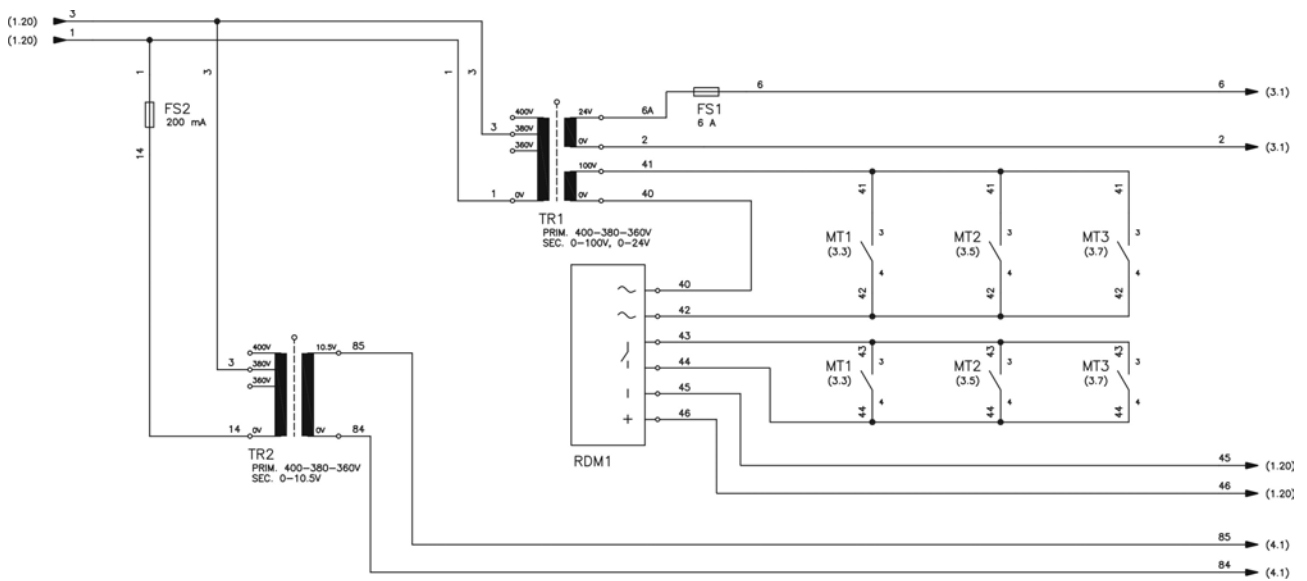 (1.20) 3
(1.20) 1
1
3
1
3
FS2
200 mA
14
400V
3 380V
360V
1 0V
24V 6A
0V 2
100V 41
0V 40
FS1
6 A
6 6 (3.1)
2 (3.1)
TR1
PRIM. 400-380-360V
SEC. 0-100V, 0-24V
41 41 41
MT1 3
(3.3)
4
MT2 3
(3.5)
4
MT3 3
(3.7)
4
42 42 42
40
42
43
44
45
46
+
RDM1
43 43 43
MT1 3
(3.3)
4
MT2 3
(3.5)
4
MT3 3
(3.7)
4
44 44 44
400V
3 380V
360V
14 0V
10.5V 85
0V 84
TR2
PRIM. 400-380-360V
SEC. 0-10.5V
45 (1.20)
46 (1.20)
85 (4.1)
84 (4.1)